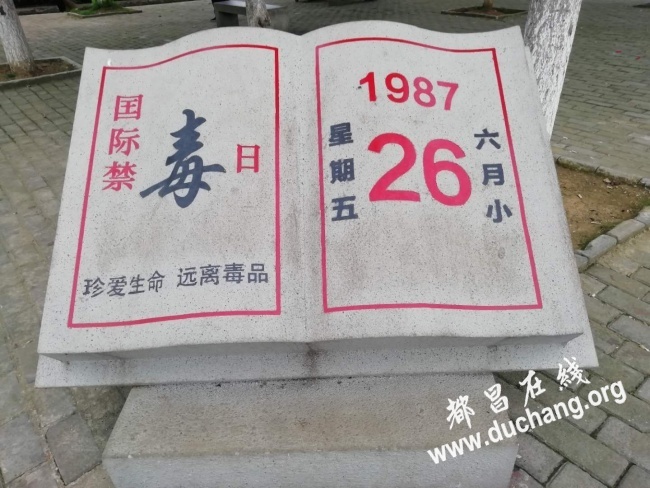 国际禁
毒
日
珍爱生命 远离毒品
1987
星期五
26
六月小
都昌在线
www.duchang.org